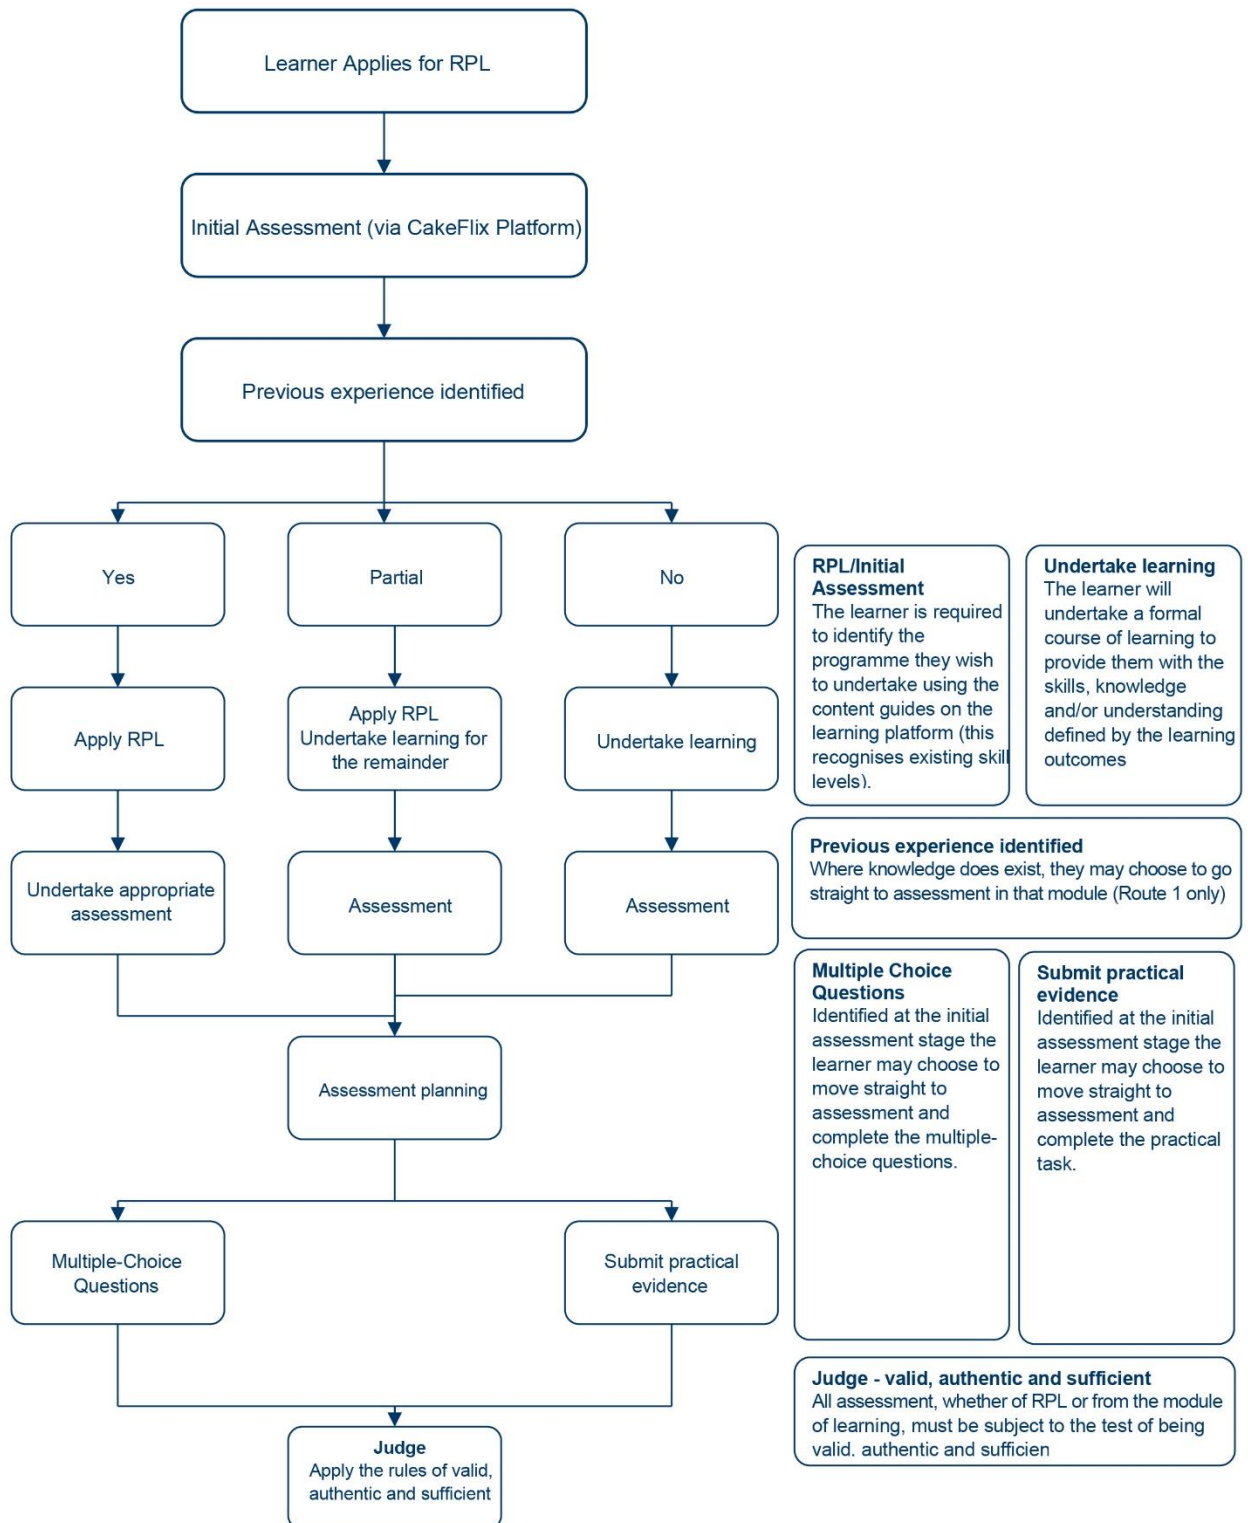 Learner Applies for RPL
Initial Assessment (via CakeFlix Platform)
Previous experience identified
Yes
Partial
No
Apply RPL
Apply RPL
Undertake learning for
the remainder
Undertake learning
Undertake appropriate
assessment
Assessment
Assessment
Assessment planning
Multiple-Choice
Questions
Submit practical
evidence
Judge
Apply the rules of valid,
authentic and sufficient
RPL/Initial
Assessment
The learner is required
to identify the
programme they wish
to undertake using the
content guides on the
learning platform (this
recognises existing skill
levels).
Undertake learning
The learner will
undertake a formal
course of learning to
provide them with the
skills, knowledge
and/or understanding
defined by the learning
outcomes
Previous experience identified
Where knowledge does exist, they may choose to go
straight to assessment in that module (Route 1 only)
Multiple Choice
Questions
Identified at the initial
assessment stage the
learner may choose to
move straight to
assessment and
complete the multiple-
choice questions.
Submit practical
evidence
Identified at the initial
assessment stage the
learner may choose to
move straight to
assessment and
complete the practical
task.
Judge - valid, authentic and sufficient
All assessment, whether of RPL or from the module
of learning, must be subject to the test of being
valid. authentic and sufficien